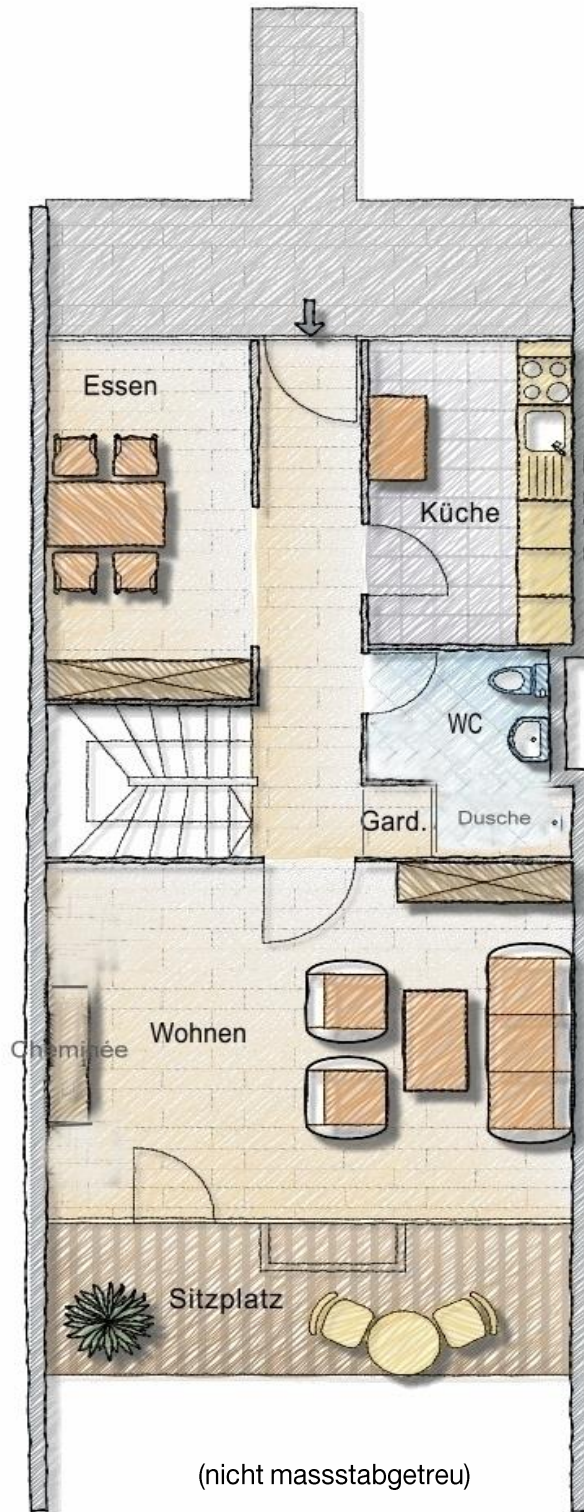 Essen
Küche
WC
Gard.
Dusche
Wohnen
Cheminée
Sitzplatz
(nicht massstabgetreu)